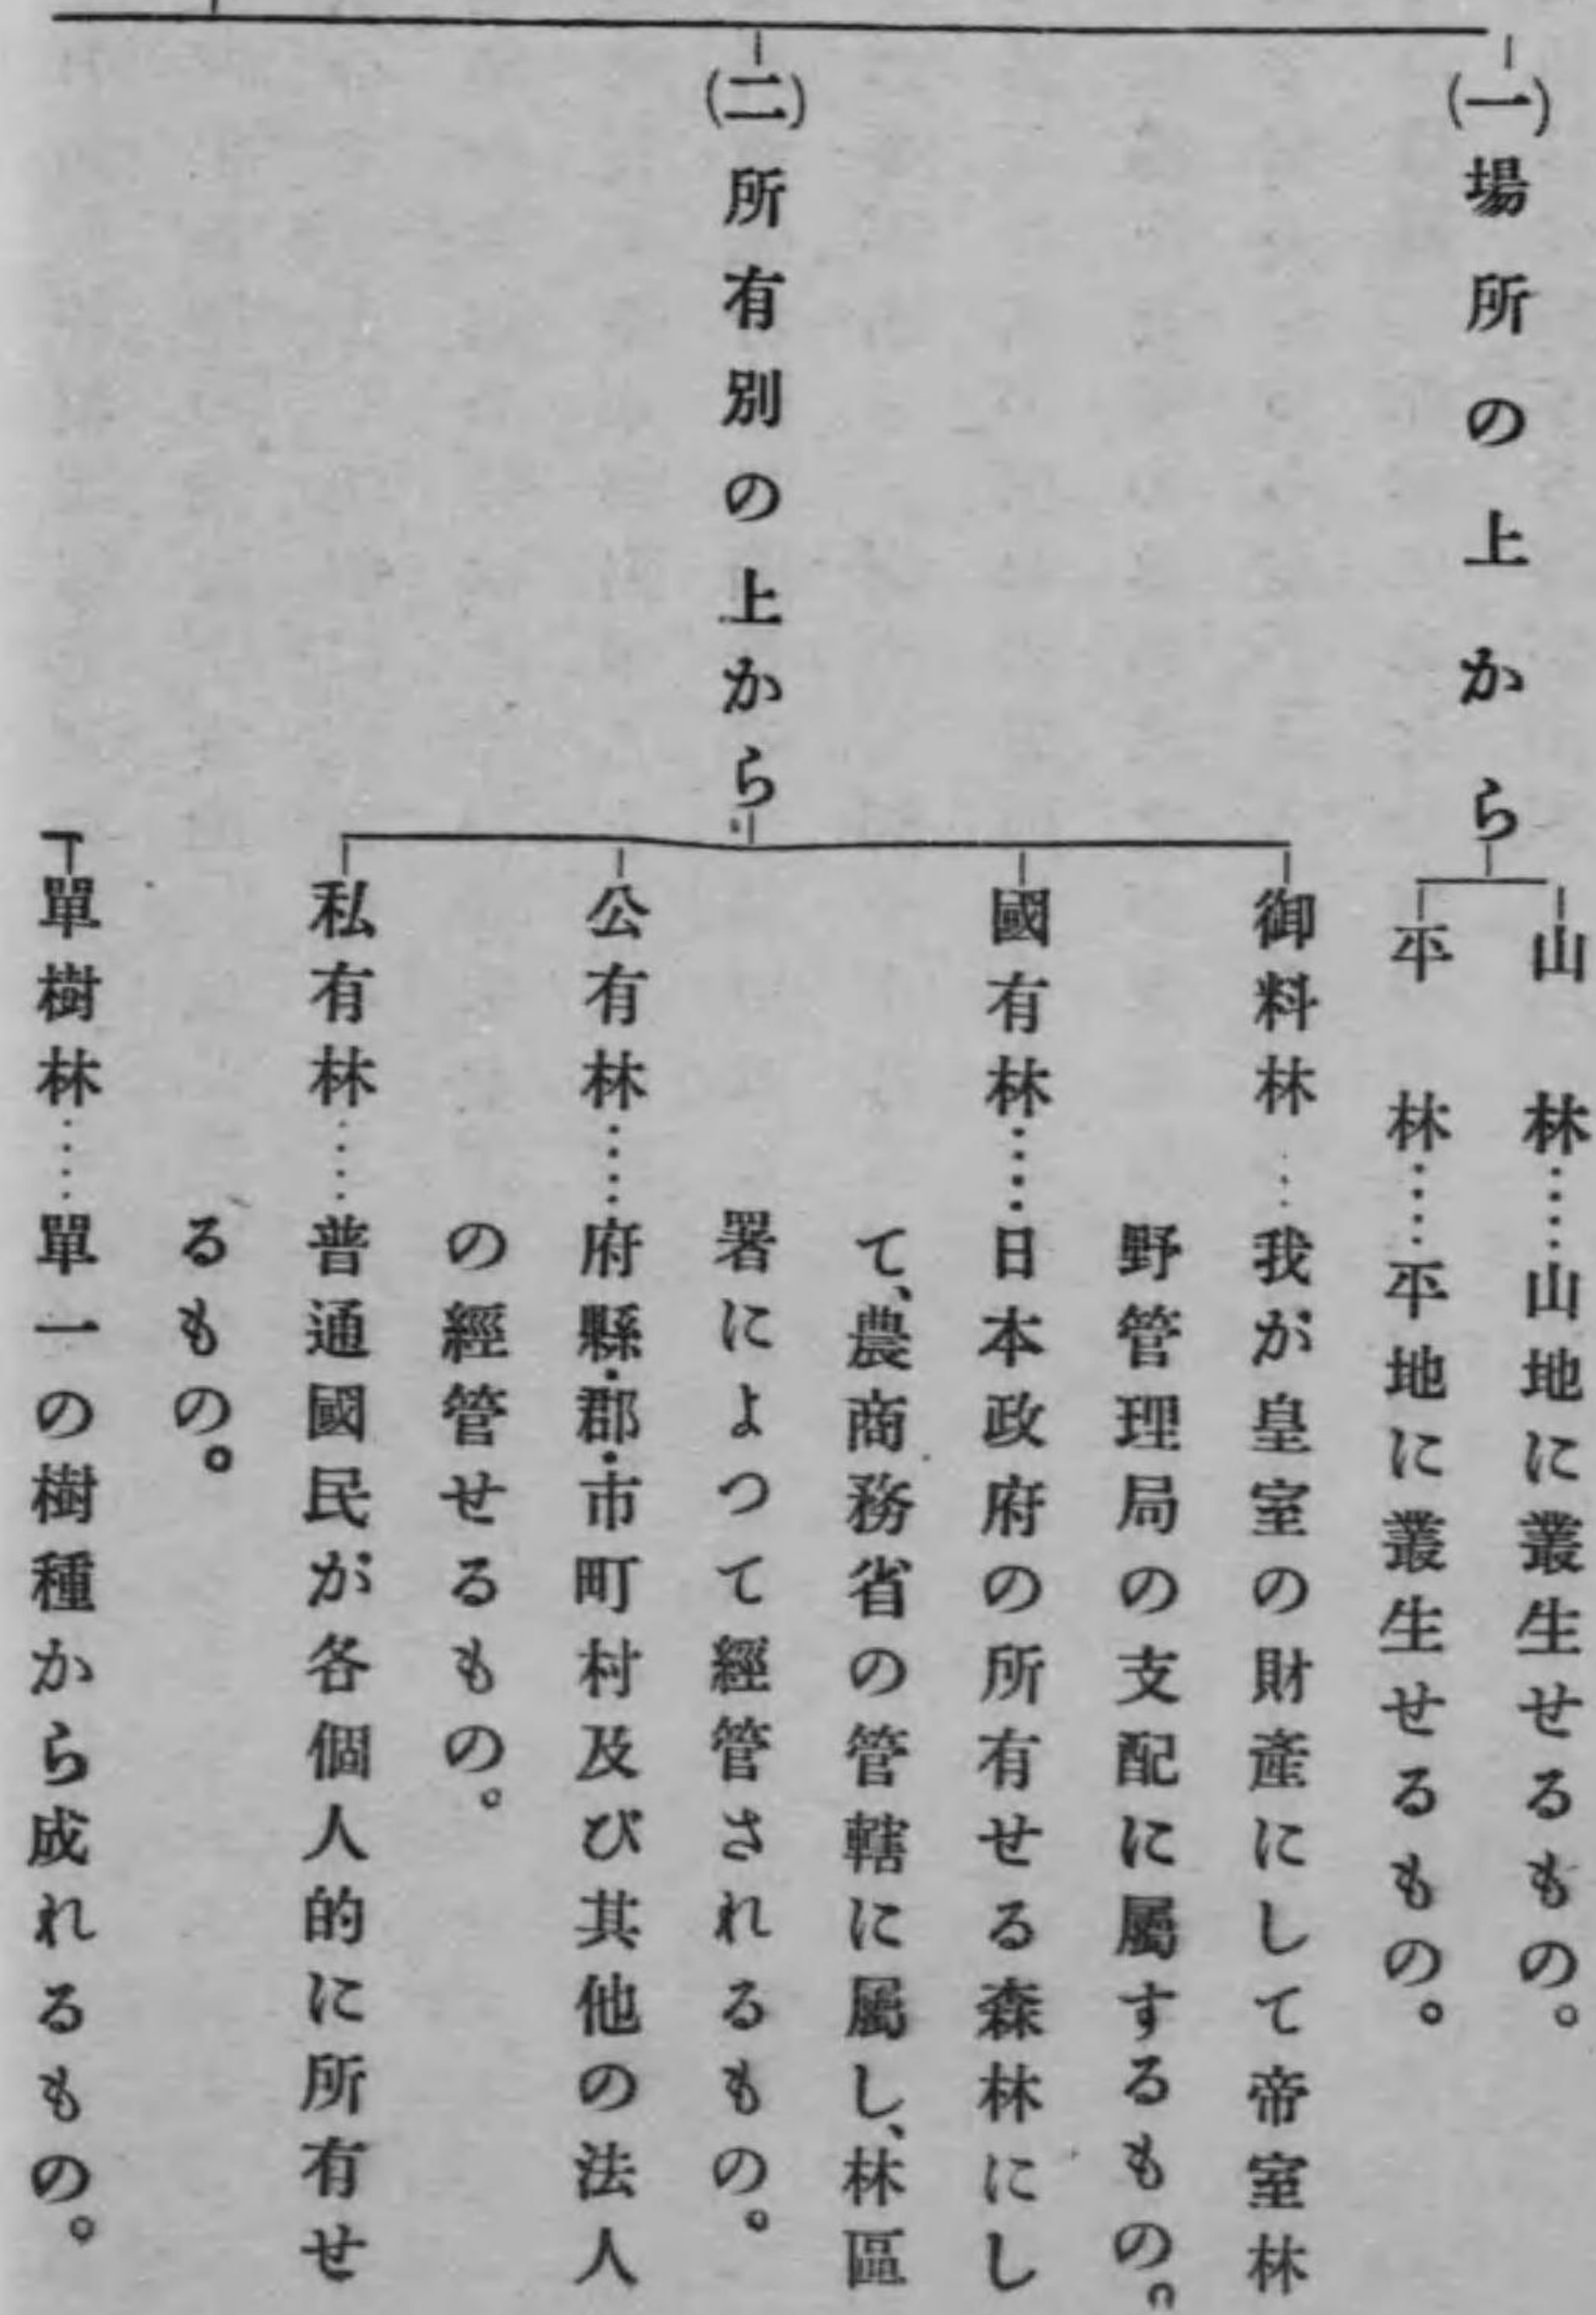 (一)場所の上から
山林……山地に叢生せるもの。
平林……平地に叢生せるもの。
(二)所有別の上から
御料林……我が皇室の財産にして帝室林
野管理局の支配に屬するもの。
國有林……日本政府の所有せる森林にし
て、農商務省の管轄に屬し、林區
署によつて經管されるもの。
公有林……府縣・郡・市町村及び其他の法人
の經管せるもの。
私有林……普通國民が各個人的に所有せ
るもの。
單樹林……單一の樹種から成れるもの。